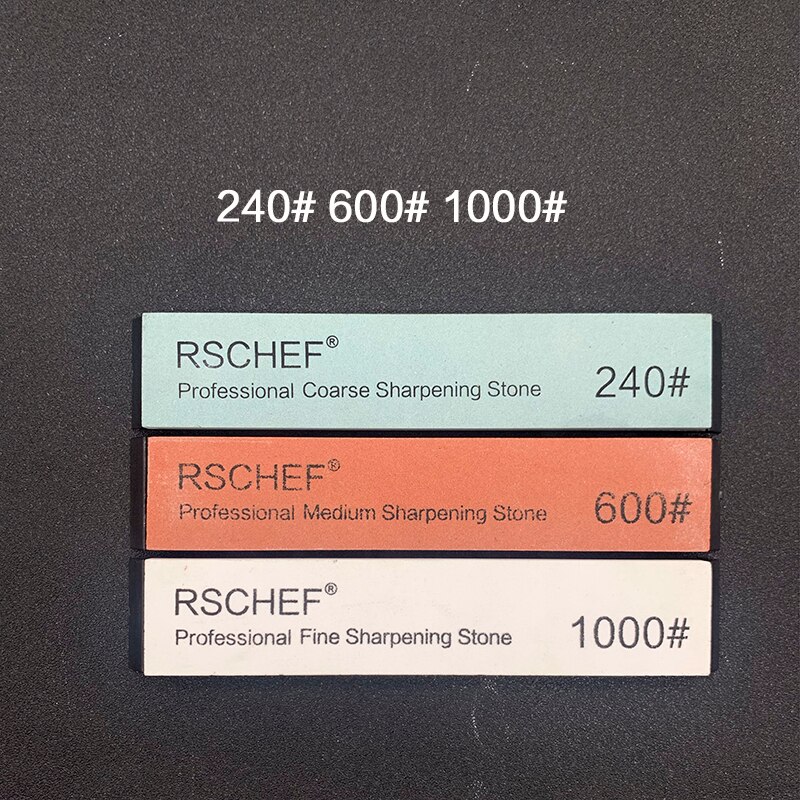 240# 600# 1000#
RSCHEF®
Professional Coarse Sharpening Stone 240#
RSCHEF®
Professional Medium Sharpening Stone 600#
RSCHEF®
Professional Fine Sharpening Stone 1000#